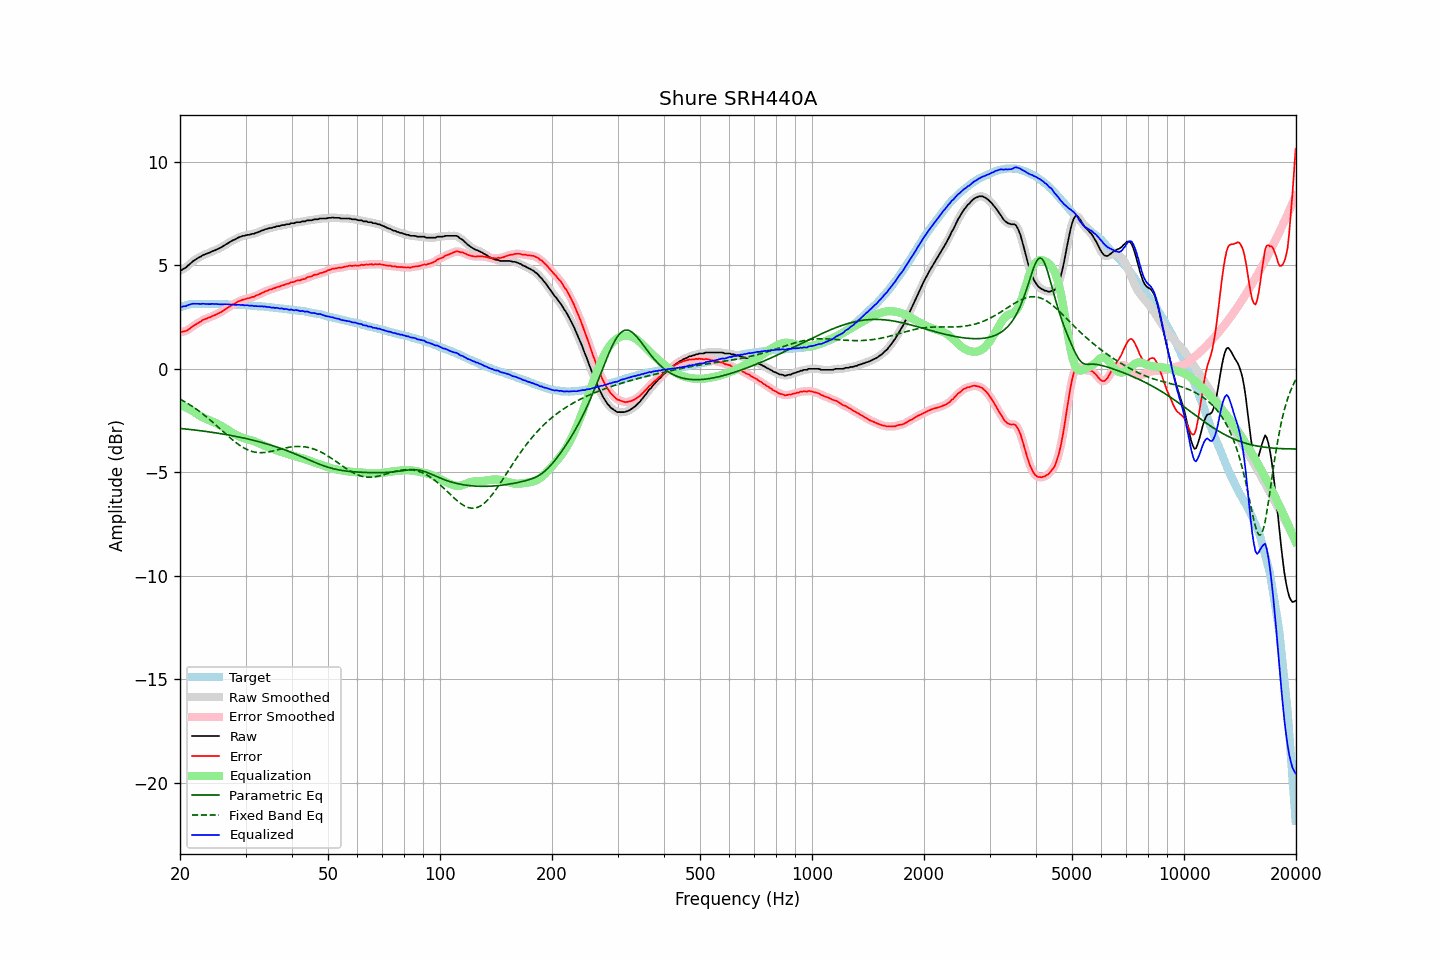 Shure SRH440A
Amplitude (dBr)
10
5
0
−5
−10
−15
−20
Target
Raw Smoothed
Error Smoothed
Raw
Error
Equalization
Parametric Eq
Fixed Band Eq
Equalized
20 50 100 200 500 1000 2000 5000 10000 20000
Frequency (Hz)